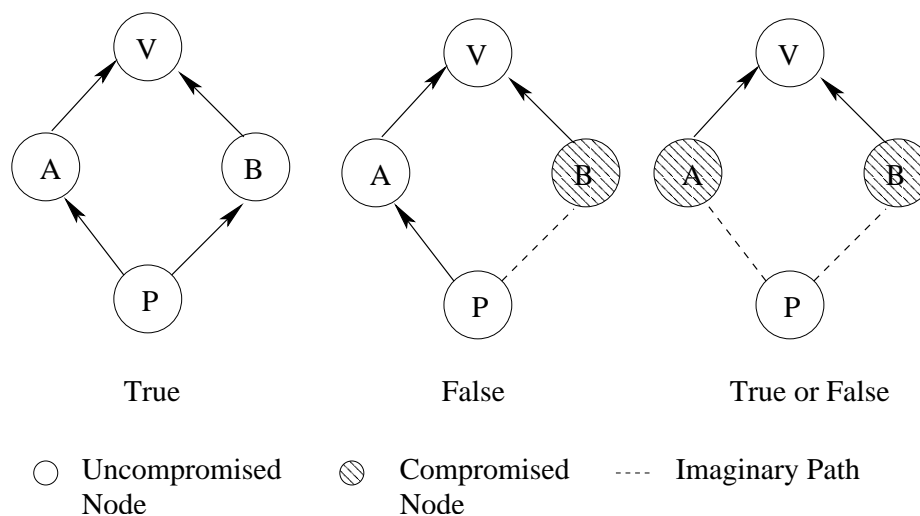 V
V
V
A
B
A
B
A
B
P
P
P
True
False
True or False
Uncompromised
Node
Compromised
Node
Imaginary Path